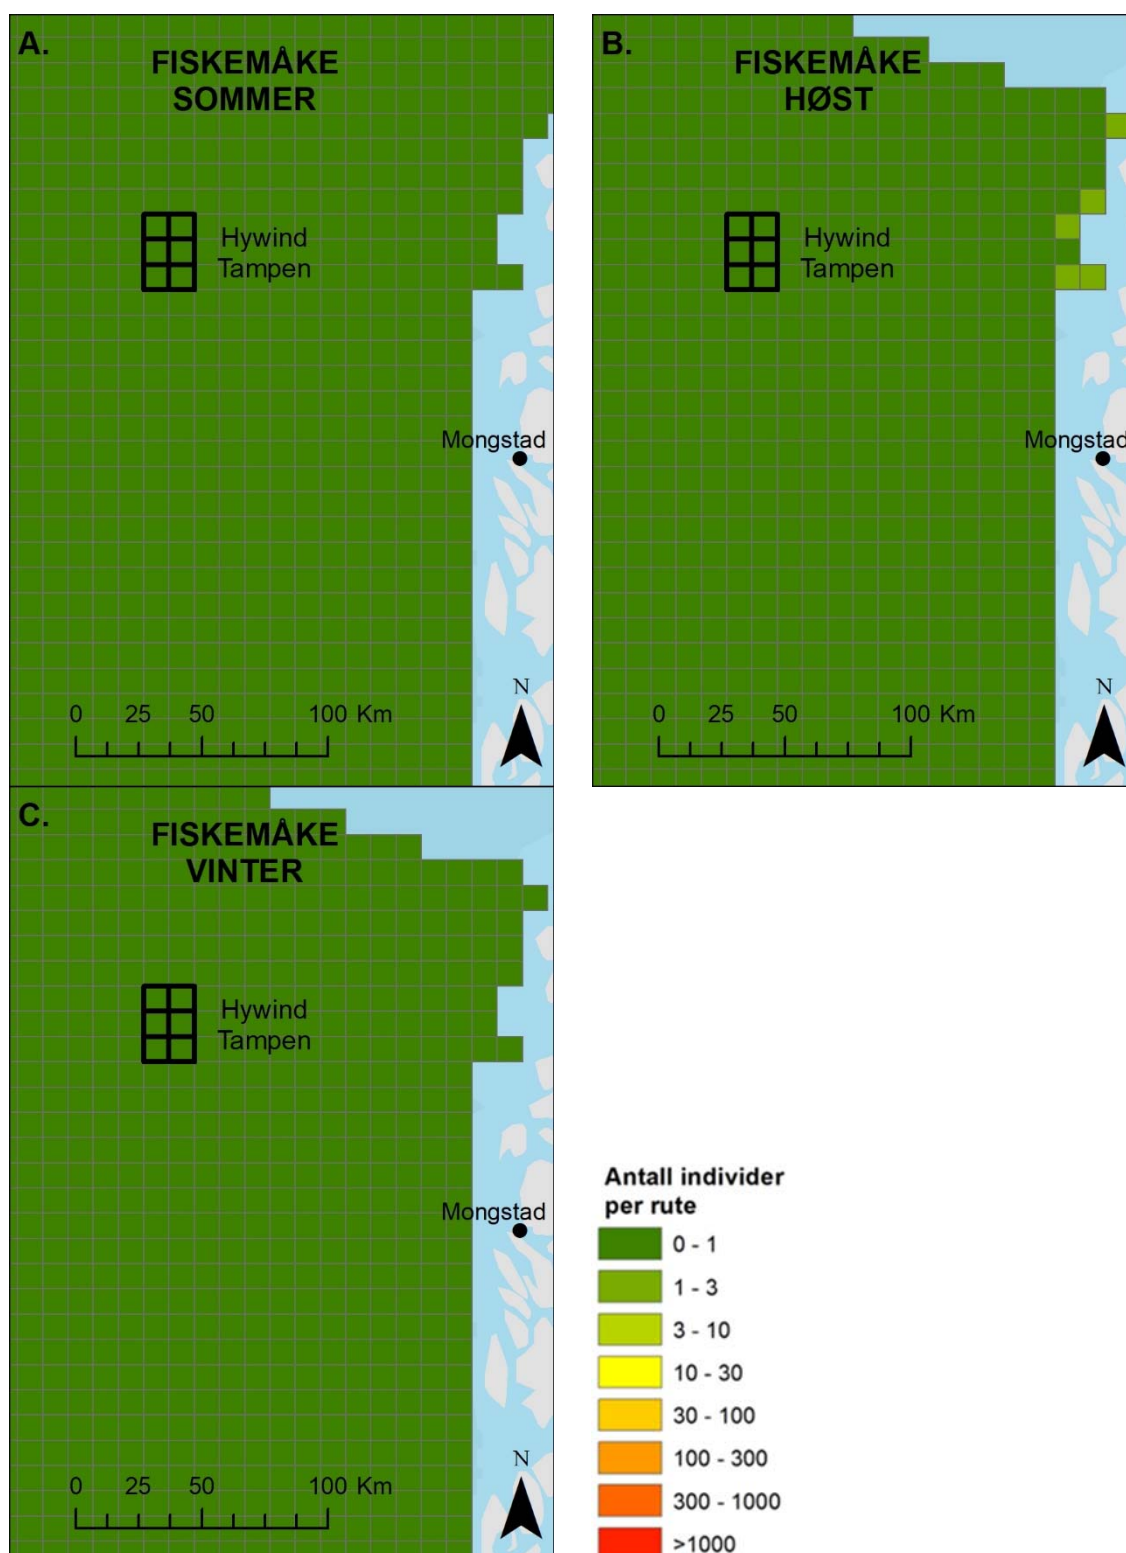 A.
FISKEMÅKE
SOMMER
Hywind
Tampen
Mongstad
N
0 25 50 100 Km
B.
FISKEMÅKE
HØST
Hywind
Tampen
Mongstad
N
0 25 50 100 Km
C.
FISKEMÅKE
VINTER
Hywind
Tampen
Mongstad
N
0 25 50 100 Km
Antall individer
per rute
0 - 1
1 - 3
3 - 10
10 - 30
30 - 100
100 - 300
300 - 1000
>1000